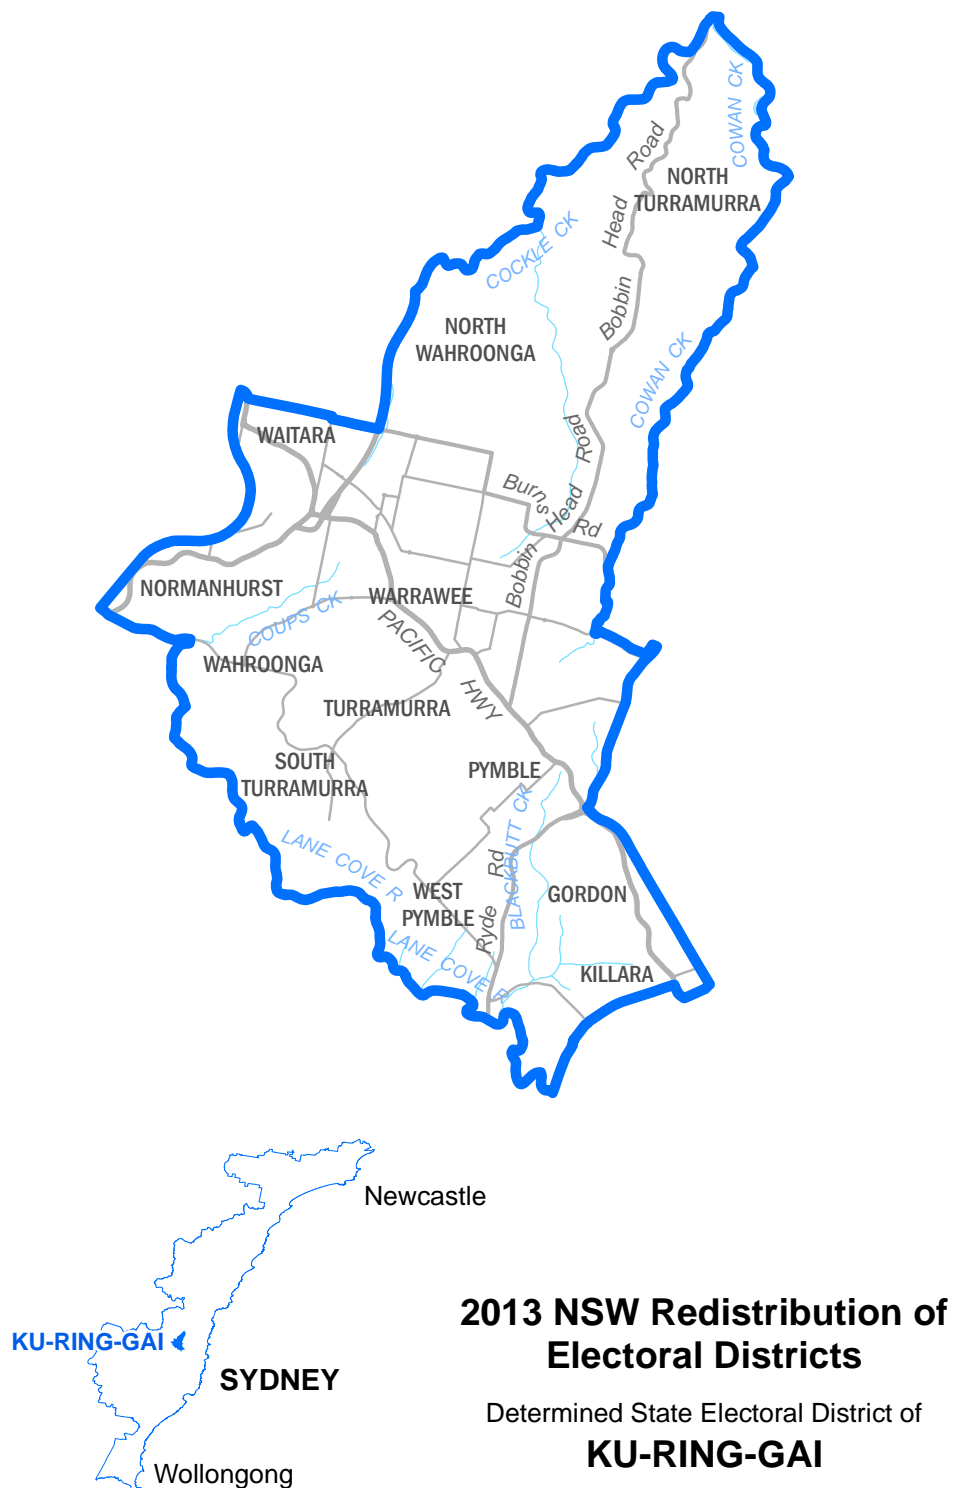 COWAN CK
Road
NORTH
TURRAMURRA
Head
COCKLE CK
Bobbin
NORTH
WAHROONGA
COWAN CK
WAITARA
Road
Burns
Head
Rd
Bobbin
NORMANHURST
WARRAWEE
COUPS CK
PACIFIC
WAHROONGA
HWY
TURRAMURRA
SOUTH
TURRAMURRA
PYMBLE
BLACKBUTT CK
LANE COVE R
Rd
WEST
PYMBLE
GORDON
Ryde
LANE COVE R
KILLARA
Newcastle
KU-RING-GAI
SYDNEY
Wollongong
2013 NSW Redistribution of
Electoral Districts
Determined State Electoral District of
KU-RING-GAI